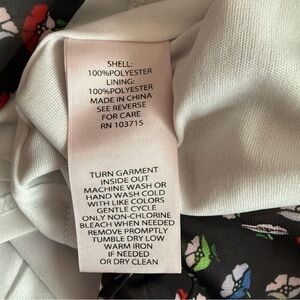 SHELL:
100%POLYESTER
LINING:
100%POLYESTER
MADE IN CHINA
SEE REVERSE
FOR CARE
RN 103715
TURN GARMENT
INSIDE OUT
MACHINE WASH OR
HAND WASH COLD
WITH LIKE COLORS
GENTLE CYCLE
ONLY NON-CHLORINE
BLEACH WHEN NEEDED
REMOVE PROMPTLY
TUMBLE DRY LOW
WARM IRON
IF NEEDED
OR DRY CLEAN